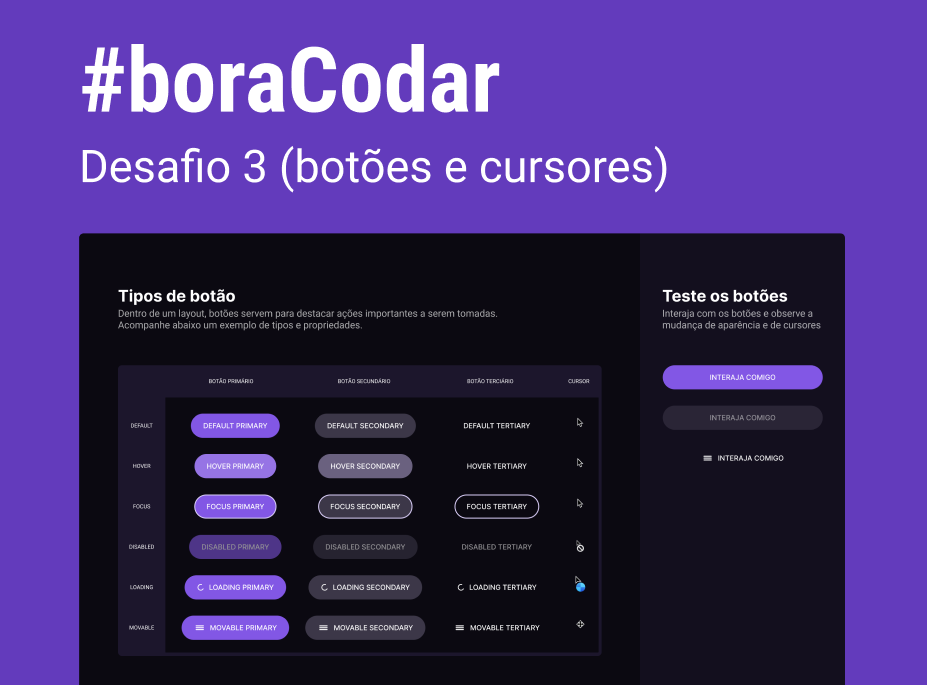 #boraCodar
Desafio 3 (botões e cursores)
Tipos de botão
Dentro de um layout, botões servem para destacar ações importantes a serem tomadas.
Acompanhe abaixo um exemplo de tipos e propriedades.
BOTÃO PRIMÁRIO BOTÃO SECUNDÁRIO BOTÃO TERCIÁRIO CURSOR
DEFAULT DEFAULT PRIMARY DEFAULT SECONDARY DEFAULT TERTIARY
HOVER HOVER PRIMARY HOVER SECONDARY HOVER TERTIARY
FOCUS FOCUS PRIMARY FOCUS SECONDARY FOCUS TERTIARY
DISABLED DISABLED PRIMARY DISABLED SECONDARY DISABLED TERTIARY
LOADING LOADING PRIMARY LOADING SECONDARY LOADING TERTIARY
MOVABLE MOVABLE PRIMARY MOVABLE SECONDARY MOVABLE TERTIARY
Teste os botões
Interaja com os botões e observe a
mudança de aparência e de cursores
INTERAJA COMIGO
INTERAJA COMIGO
INTERAJA COMIGO